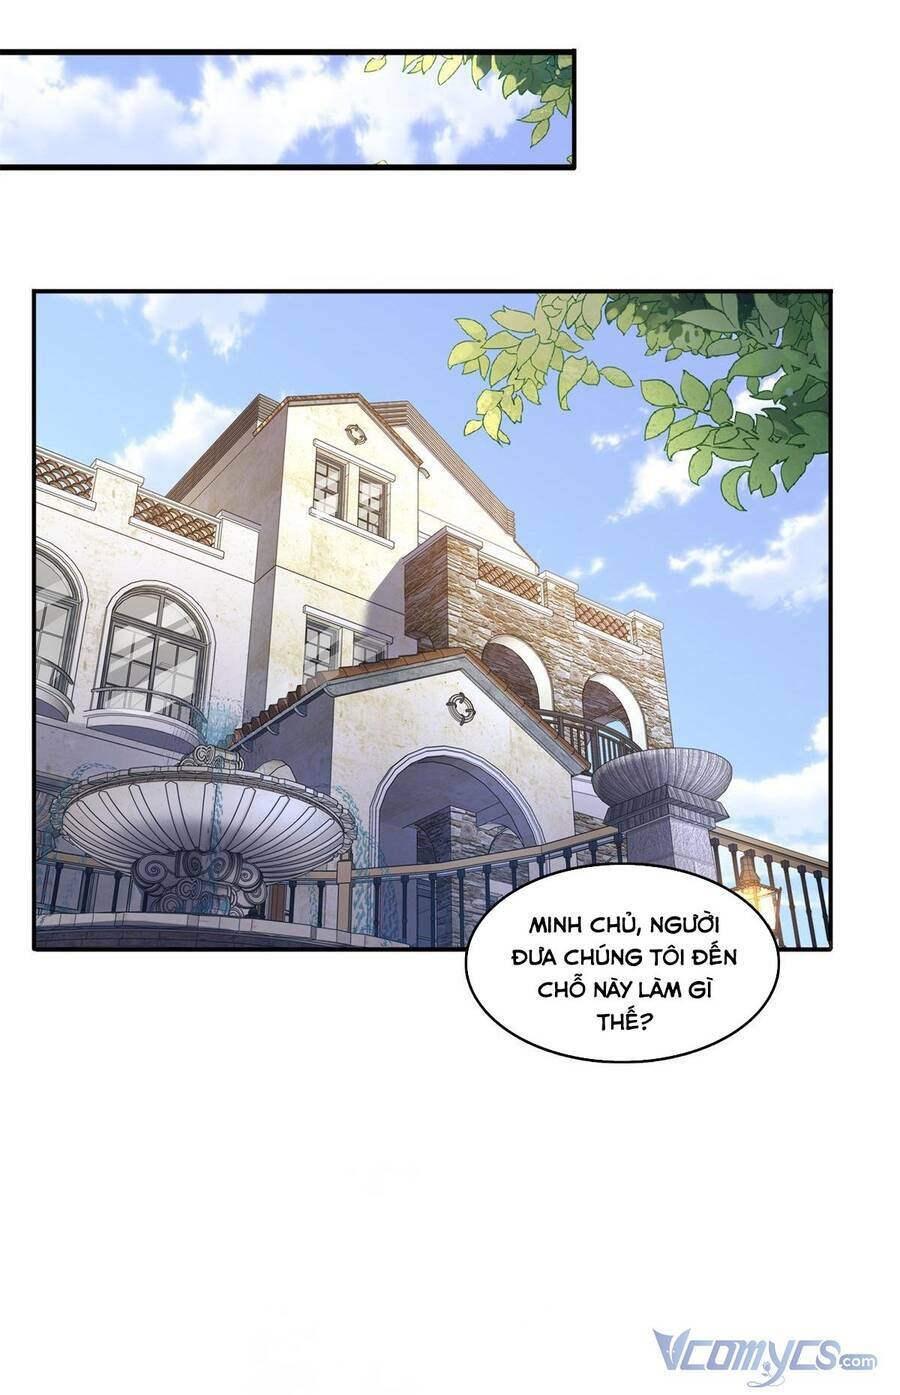 MINH CHỦ, NGƯỜI
ĐƯA CHÚNG TÔI ĐẾN
CHỖ NÀY LÀM GÌ
THẾ?
VCOMYCS.com